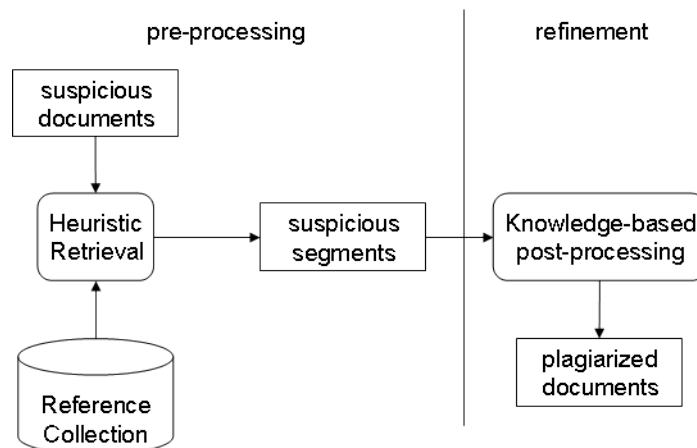 pre-processing
refinement
suspicious
documents
Heuristic
Retrieval
suspicious
segments
Knowledge-based
post-processing
plagiarized
documents
Reference
Collection